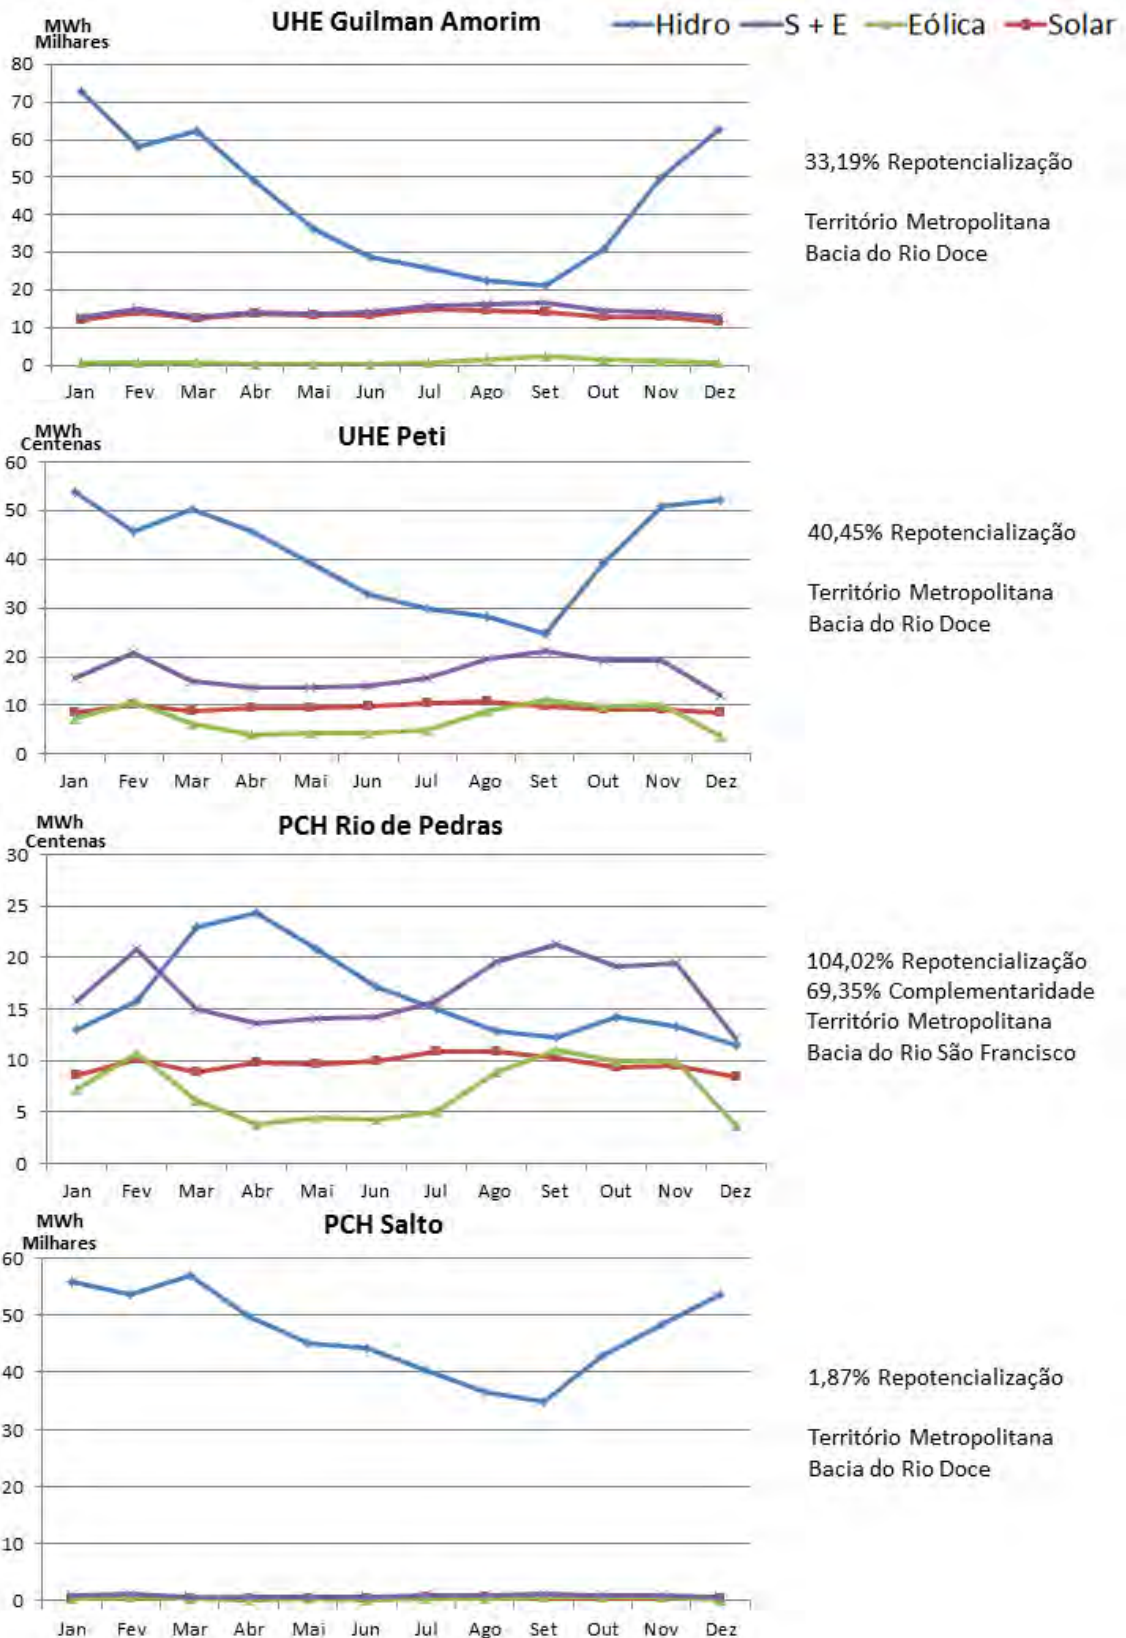 UHE Guilman Amorim
Hidro S + E Eólica Solar
MWh
Milhares
80
70
60
50
40
30
20
10
0
Jan Fev Mar Abr Mai Jun Jul Ago Set Out Nov Dez
33,19% Repotencialização
Território Metropolitana
Bacia do Rio Doce
UHE Peti
MWh
Centenas
60
50
40
30
20
10
0
Jan Fev Mar Abr Mai Jun Jul Ago Set Out Nov Dez
40,45% Repotencialização
Território Metropolitana
Bacia do Rio Doce
PCH Rio de Pedras
MWh
Centenas
30
25
20
15
10
5
0
Jan Fev Mar Abr Mai Jun Jul Ago Set Out Nov Dez
104,02% Repotencialização
69,35% Complementaridade
Território Metropolitana
Bacia do Rio São Francisco
PCH Salto
MWh
Milhares
60
50
40
30
20
10
0
Jan Fev Mar Abr Mai Jun Jul Ago Set Out Nov Dez
1,87% Repotencialização
Território Metropolitana
Bacia do Rio Doce